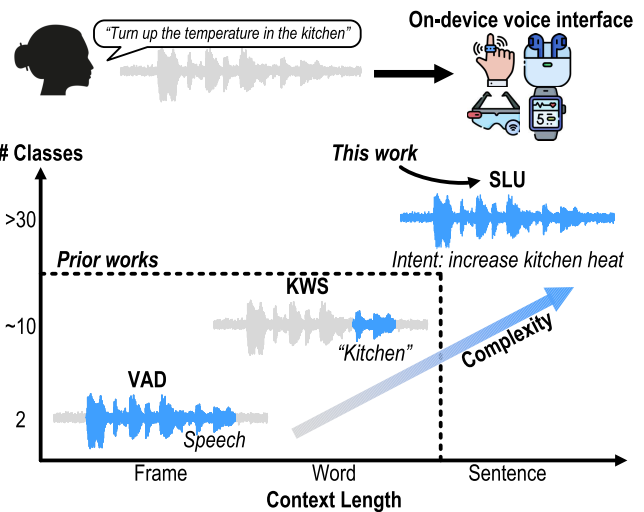 On-device voice interface
“Turn up the temperature in the kitchen”
5
# Classes
This work
SLU
>30
Intent: increase kitchen heat
Prior works
KWS
~10
“Kitchen”
Complexity
VAD
2
Speech
Frame
Word
Sentence
Context Length